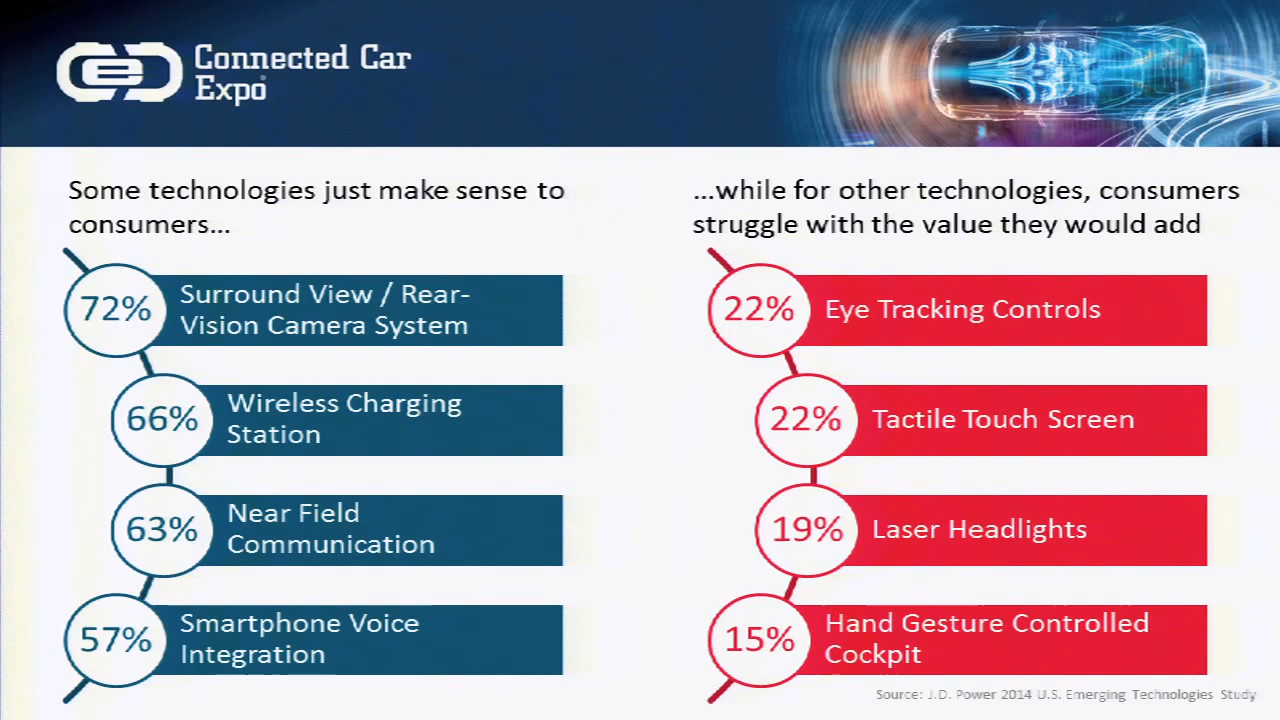 Connected Car
Expo
Some technologies just make sense to
consumers...
72%
Surround View / Rear-
Vision Camera System
66%
Wireless Charging
Station
63%
Near Field
Communication
57%
Smartphone Voice
Integration
...while for other technologies, consumers
struggle with the value they would add
22%
Eye Tracking Controls
22%
Tactile Touch Screen
19%
Laser Headlights
15%
Hand Gesture Controlled
Cockpit
Source: J.D. Power 2014 U.S. Emerging Technologies Study